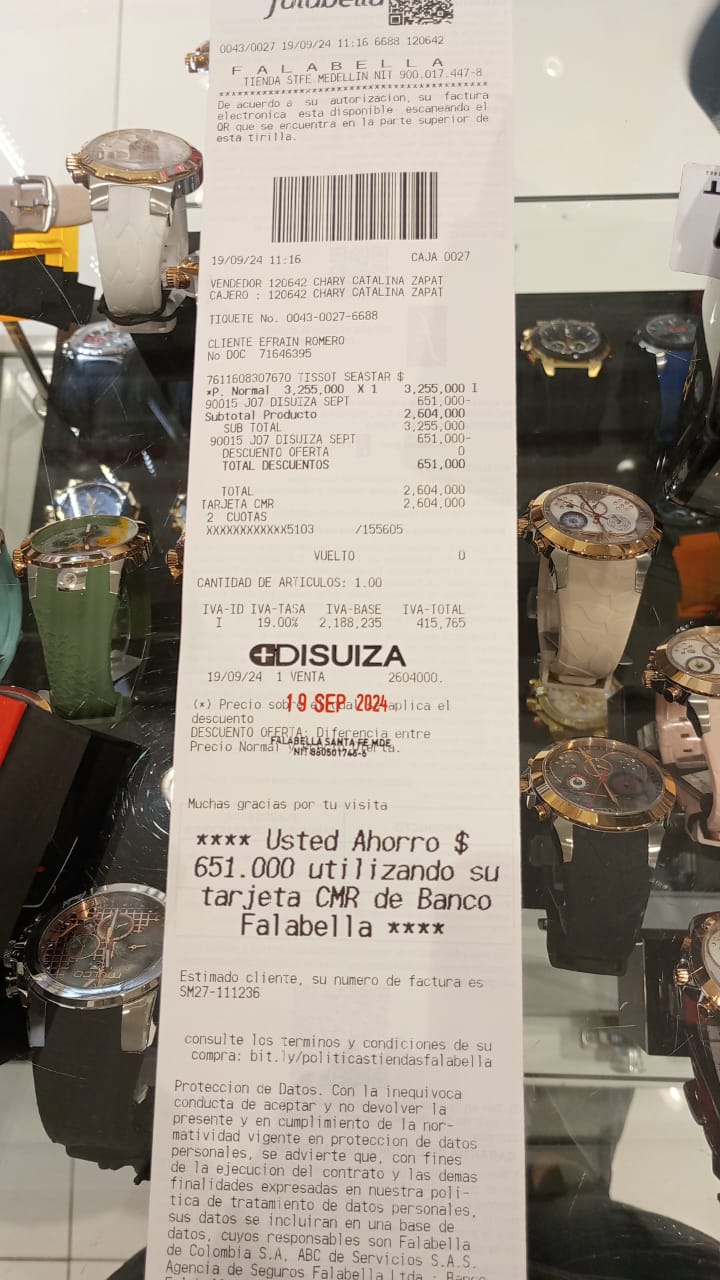 falabella
0043/0027 19/09/24 11:16 6688 120642
F A L A B E L L A
TIENDA STFE MEDELLIN NIT 900.017.447-8
De acuerdo a su autorizacion, su factura
electronica esta disponible escaneando el
QR que se encuentra en la parte superior de
esta tirilla.
19/09/24 11:16 CAJA 0027
VENDEDOR 120642 CHARY CATALINA ZAPAT
CAJERO : 120642 CHARY CATALINA ZAPAT
TIQUETE No. 0043-0027-6688
CLIENTE EFRAIN ROMERO
No DOC 71646395
7611608307670 TISSOT SEASTAR $
*P. Normal 3,255,000 X 1 3,255,000 I
90015 J07 DISUIZA SEPT 651,000-
Subtotal Producto 2,604,000
SUB TOTAL 3,255,000
90015 J07 DISUIZA SEPT 651,000-
DESCUENTO OFERTA 0
TOTAL DESCUENTOS 651,000
TOTAL 2,604,000
TARJETA CMR 2,604,000
2 CUOTAS
XXXXXXXXXXXX5103 /155605
VUELTO 0
CANTIDAD DE ARTICULOS: 1.00
IVA-ID IVA-TASA IVA-BASE IVA-TOTAL
I 19.00% 2,188,235 415,765
DISUIZA
19/09/24 1 VENTA 2604000.
19 SEP 2024
(*) Precio sobre el cual aplica el
descuento
DESCUENTO OFERTA: Diferencia entre
Precio Normal y Oferta.
FALABELLA SANTA FE MDE
Muchas gracias por tu visita
**** Usted Ahorro $
651.000 utilizando su
tarjeta CMR de Banco
Falabella ****
Estimado cliente, su numero de factura es
SM27-111236
consulte los terminos y condiciones de su
compra: bit.ly/politicastiendasfalabella
Proteccion de Datos. Con la inequivoca
conducta de aceptar y no devolver la
presente y en cumplimiento de la nor-
matividad vigente en proteccion de datos
personales, se advierte que, con fines
de la ejecucion del contrato y las demas
finalidades expresadas en nuestra poli-
tica de tratamiento de datos personales,
sus datos se incluiran en una base de
datos, cuyos responsables son Falabella
de Colombia S.A, ABC de Servicios S.A.S.
Agencia de Seguros Falabella Ltda.; Banco